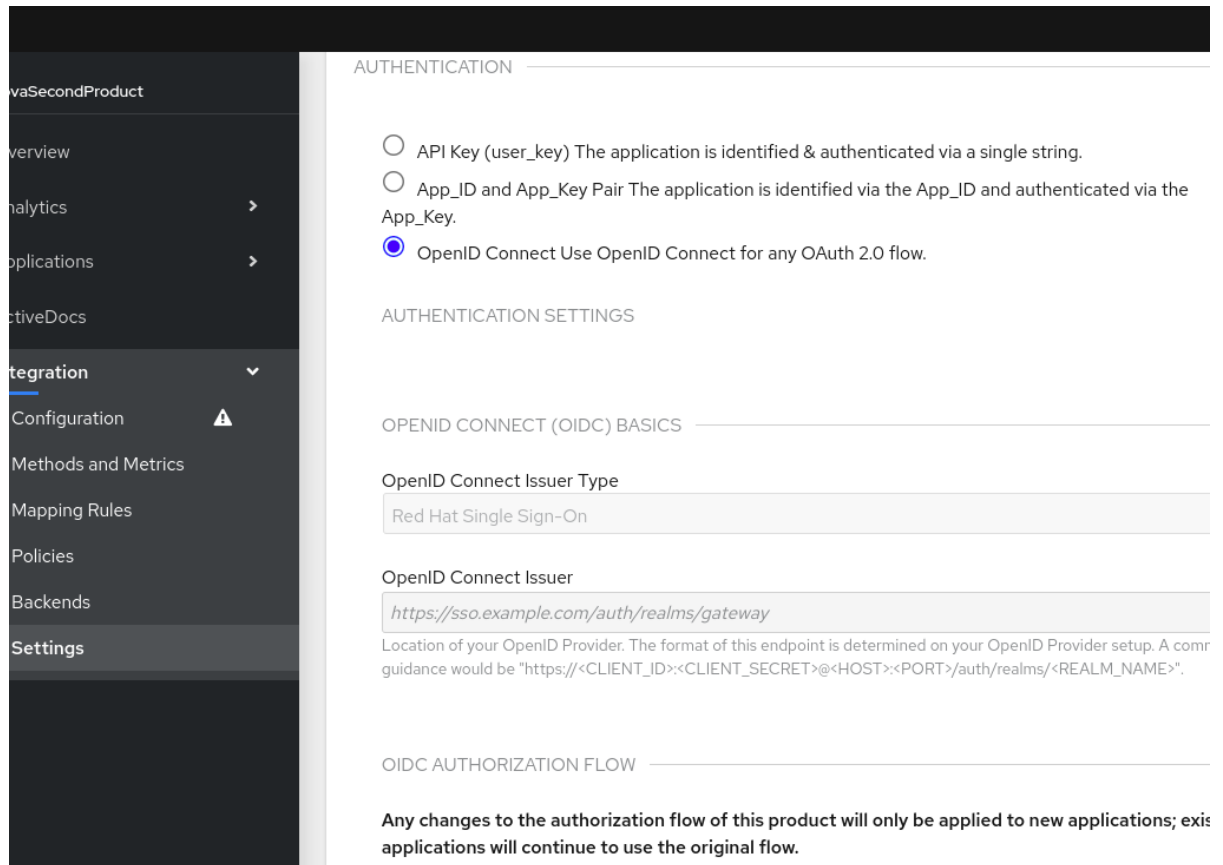 AUTHENTICATION
vaSecondProduct
verview
API Key (user_key) The application is identified & authenticated via a single string.
App_ID and App_Key Pair The application is identified via the App_ID and authenticated via the
App_Key.
nalytics
OpenID Connect Use OpenID Connect for any OAuth 2.0 flow.
pplications
AUTHENTICATION SETTINGS
ctiveDocs
tegration
Configuration
OPENID CONNECT (OIDC) BASICS
Methods and Metrics
OpenID Connect Issuer Type
Mapping Rules
Red Hat Single Sign-On
Policies
OpenID Connect Issuer
Backends
https://sso.example.com/auth/realms/gateway
Settings
Location of your OpenID Provider. The format of this endpoint is determined on your OpenID Provider setup. A comm
guidance would be "https://<CLIENT_ID>:<CLIENT_SECRET>@<HOST>:<PORT>/auth/realms/<REALM_NAME>".
OIDC AUTHORIZATION FLOW
Any changes to the authorization flow of this product will only be applied to new applications; exis
applications will continue to use the original flow.